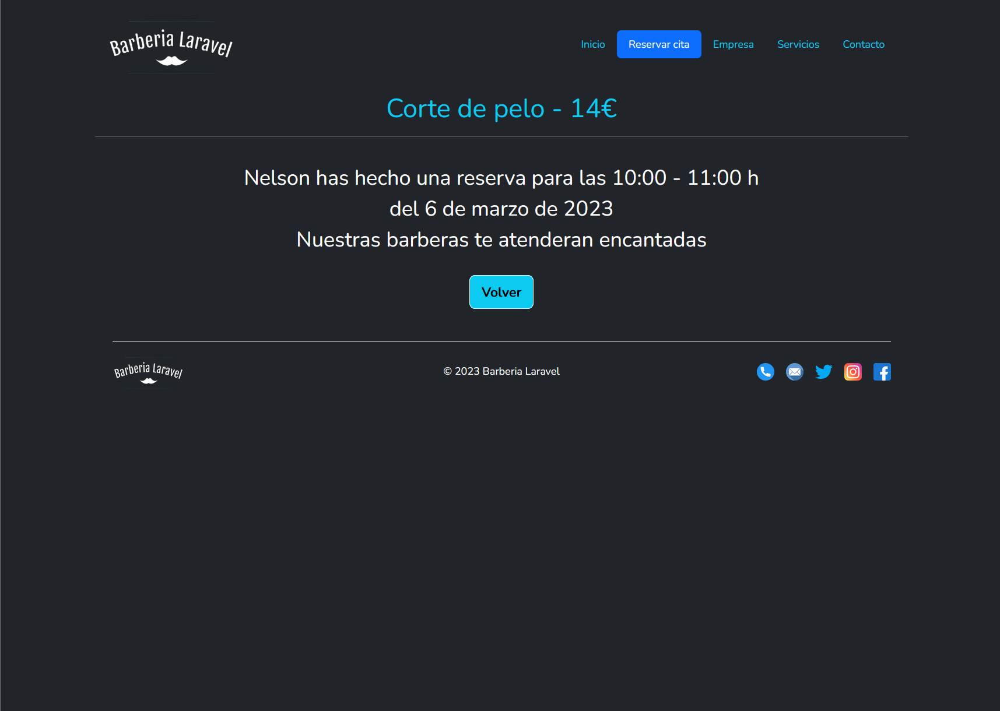 Barberia Laravel
Inicio
Reservar cita
Empresa
Servicios
Contacto
Corte de pelo - 14€
Nelson has hecho una reserva para las 10:00 - 11:00 h
del 6 de marzo de 2023
Nuestras barberas te atenderan encantadas
Volver
Barberia Laravel
© 2023 Barberia Laravel